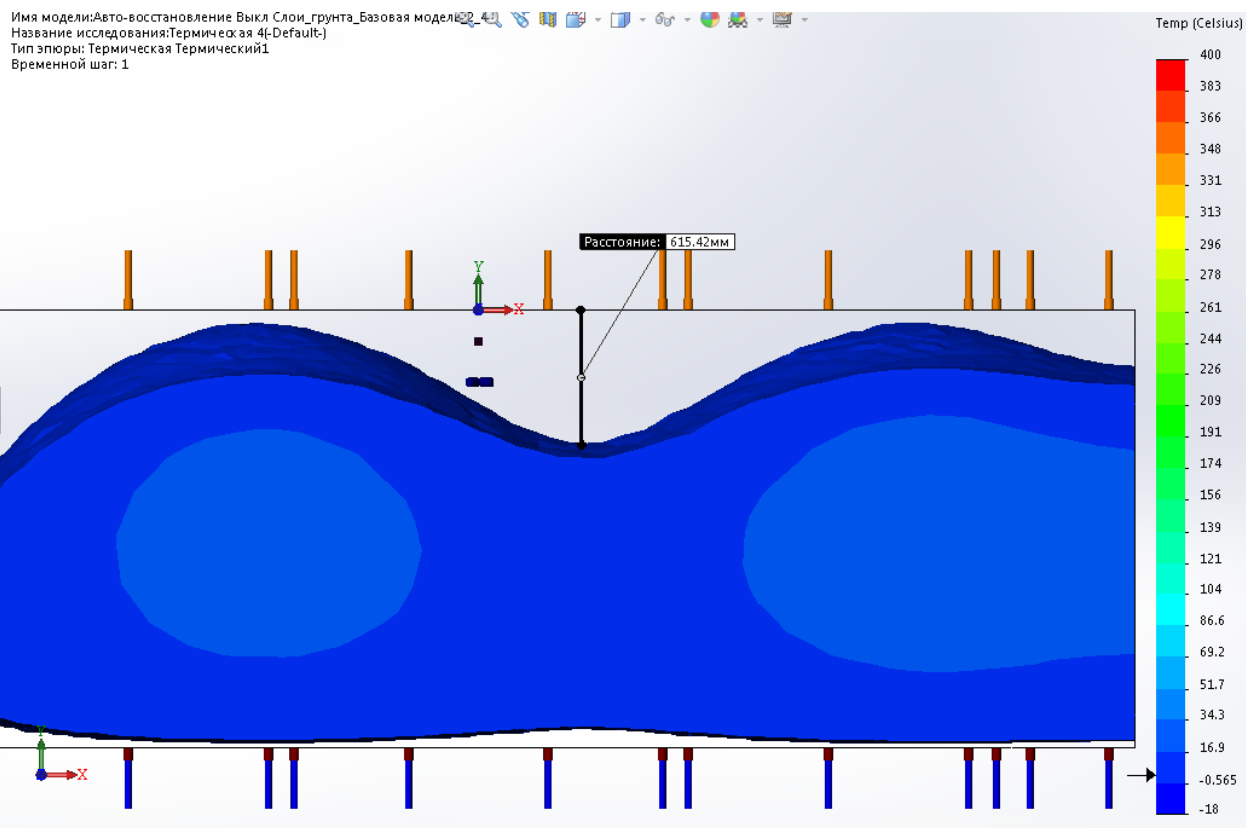 Имя модели:Авто-восстановление Выкл Слои_грунта_Базовая модель
Название исследования:Термическая 4(-Default-)
Тип эпюры: Термическая Термический1
Временной шаг: 1
Temp (Celsius)
400
383
366
348
331
313
296
278
261
244
226
209
191
174
156
139
121
104
86.6
69.2
51.7
34.3
16.9
-0.565
-18
Расстояние: 615.42мм
Y
X
Y
X